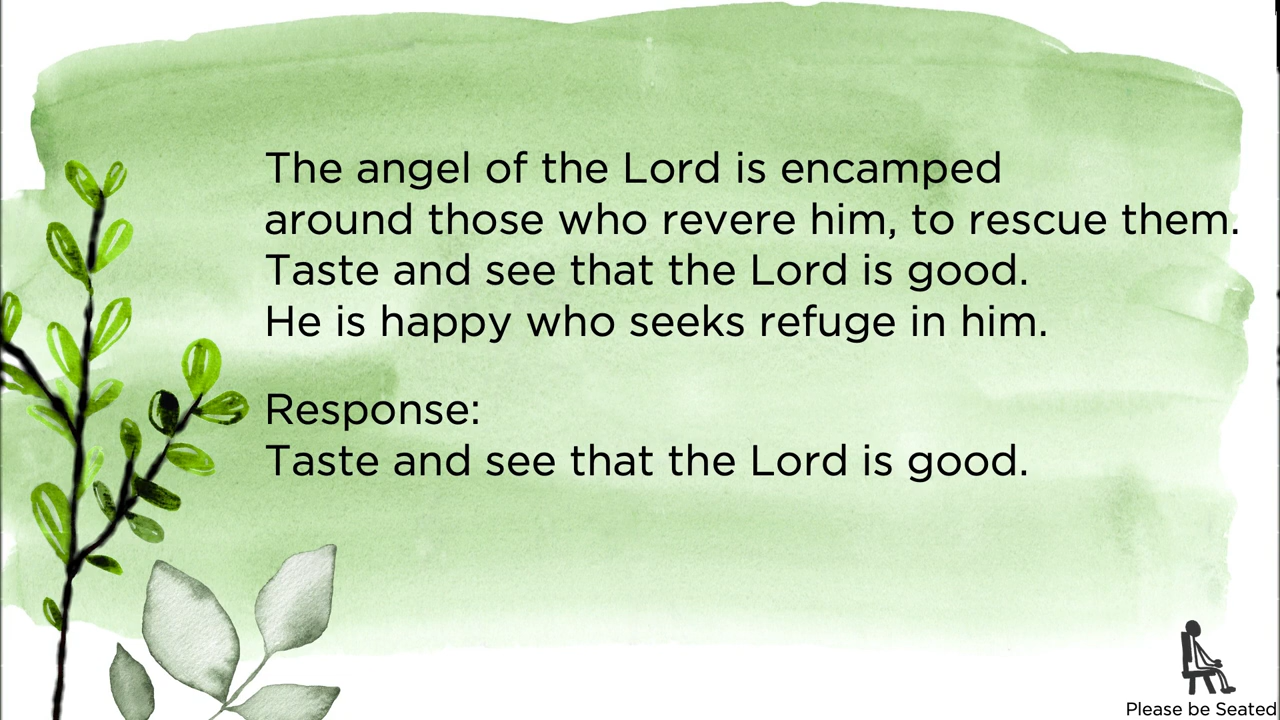 The angel of the Lord is encamped
around those who revere him, to rescue them.
Taste and see that the Lord is good.
He is happy who seeks refuge in him.
Response:
Taste and see that the Lord is good.
Please be Seated